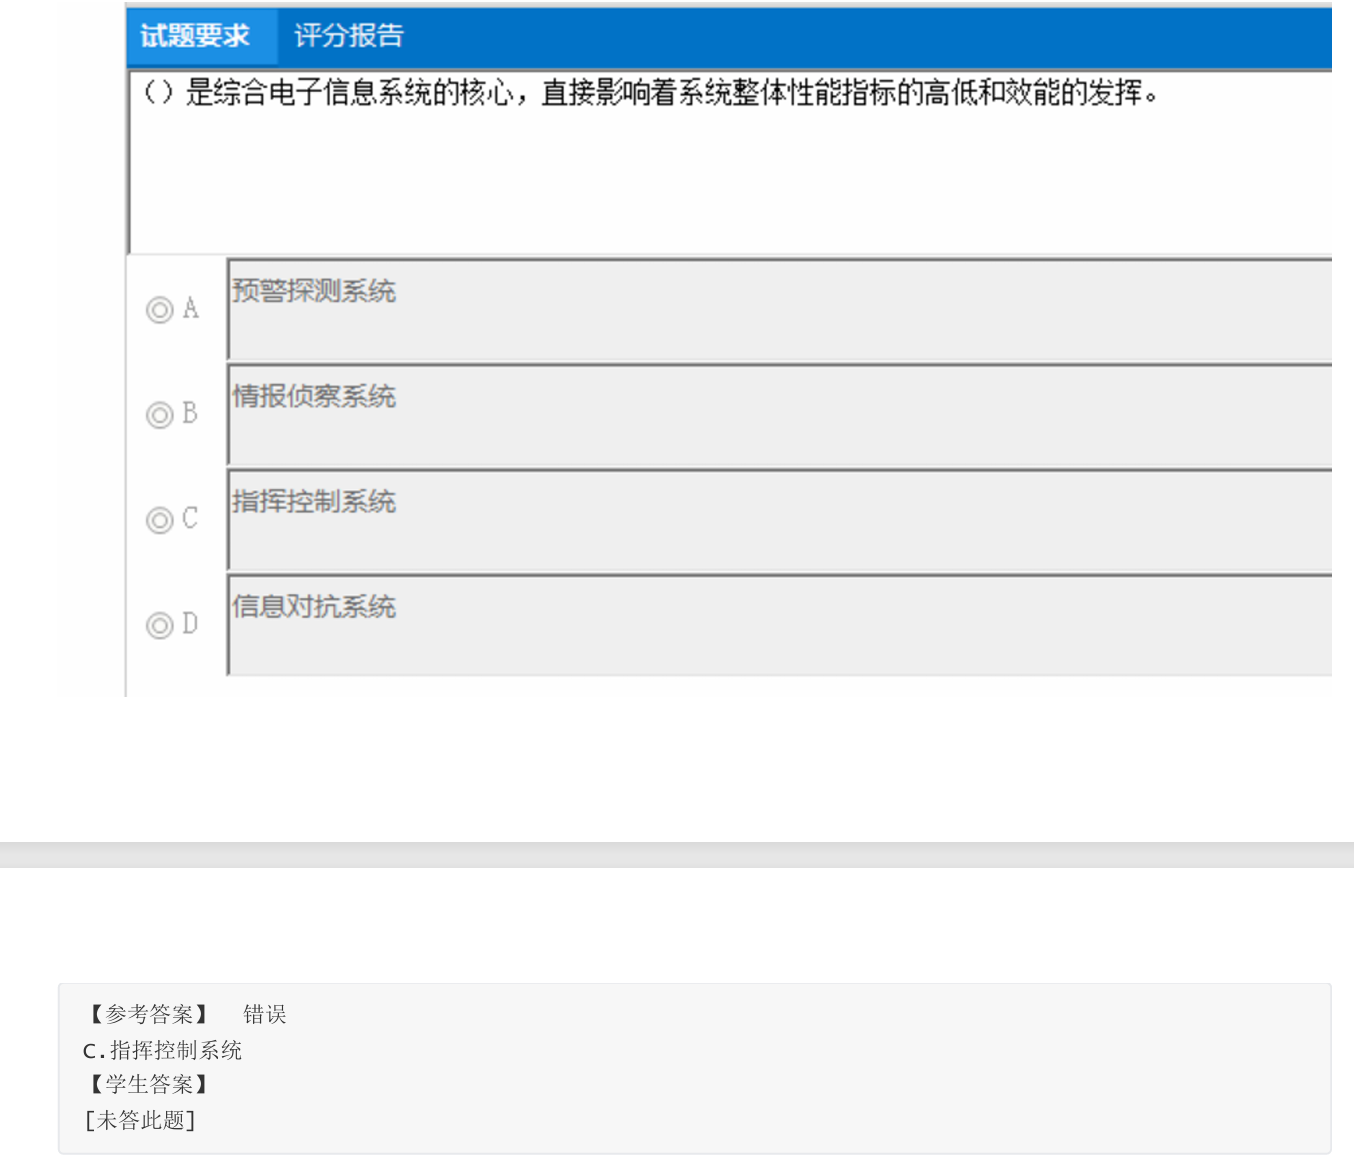 试题要求 评分报告
（）是综合电子信息系统的核心，直接影响着系统整体性能指标的高低和效能的发挥。
A 预警探测系统
B 情报侦察系统
C 指挥控制系统
D 信息对抗系统
【参考答案】 错误
C.指挥控制系统
【学生答案】
[未答此题]